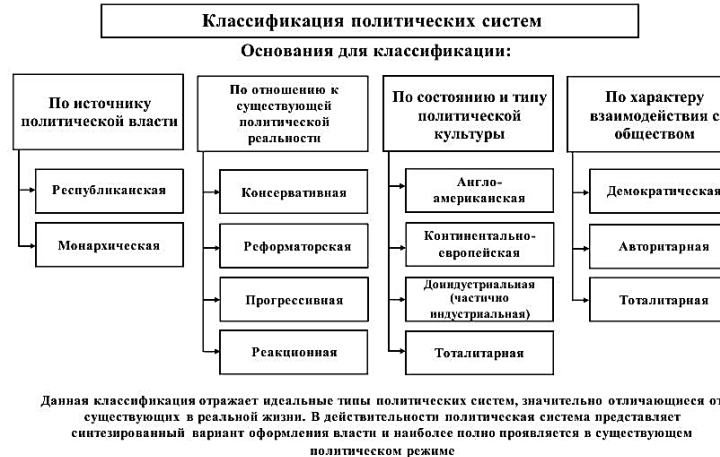 Классификация политических систем
Основания для классификации:
По источнику
политической власти
Республиканская
Монархическая
По отношению к
существующей
политической
реальности
Консервативная
Реформаторская
Прогрессивная
Реакционная
По состоянию и типу
политической
культуры
Англо-
американская
Континентально-
европейская
Доиндустриальная
(частично
индустриальная)
Тоталитарная
По характеру
взаимодействия с
обществом
Демократическая
Авторитарная
Тоталитарная
Данная классификация отражает идеальные типы политических систем, значительно отличающиеся от
существующих в реальной жизни. В действительности политическая система представляет
синтезированный вариант оформления власти и наиболее полно проявляется в существующем
политическом режиме